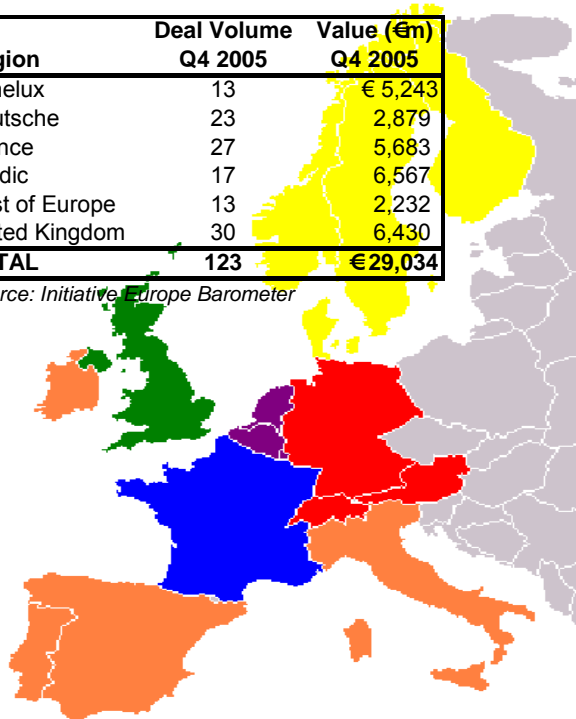 gion Deal Volume Q4 2005 Value (€m) Q4 2005
nelux 13 € 5,243
utsche 23 2,879
nce 27 5,683
dic 17 6,567
st of Europe 13 2,232
ted Kingdom 30 6,430
TAL 123 €29,034
rce: Initiative Europe Barometer